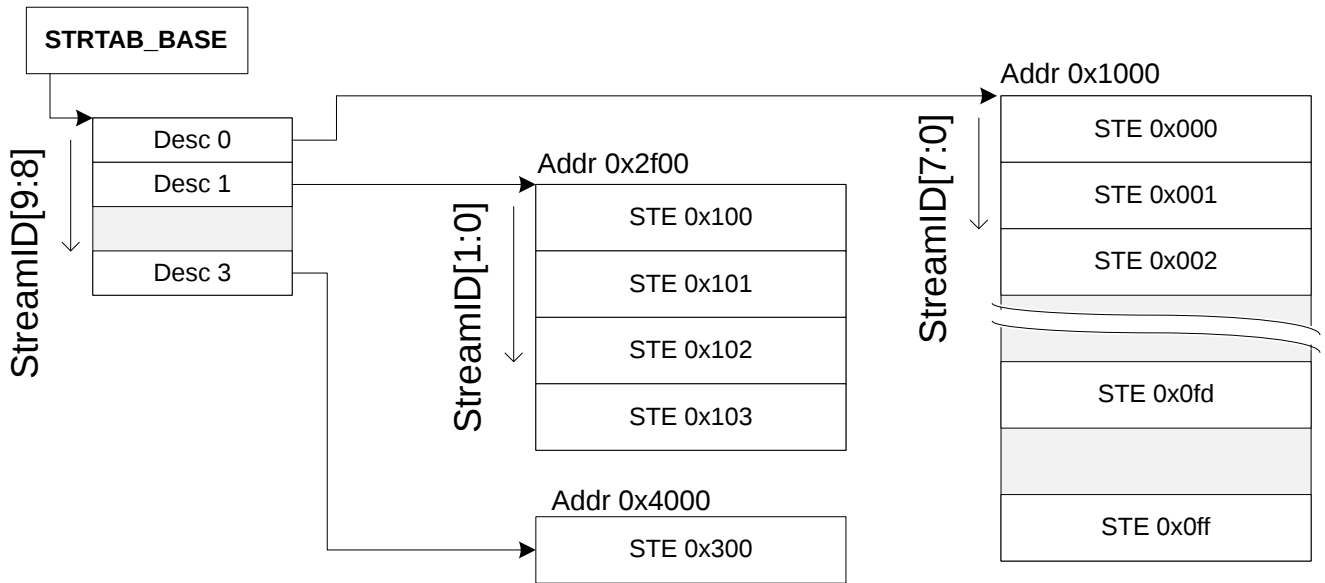 STRTAB_BASE
StreamID[9:8]
Desc 0
Desc 1
Desc 3
Addr 0x2f00
StreamID[1:0]
STE 0x100
STE 0x101
STE 0x102
STE 0x103
Addr 0x4000
STE 0x300
Addr 0x1000
StreamID[7:0]
STE 0x000
STE 0x001
STE 0x002
STE 0x0fd
STE 0x0ff